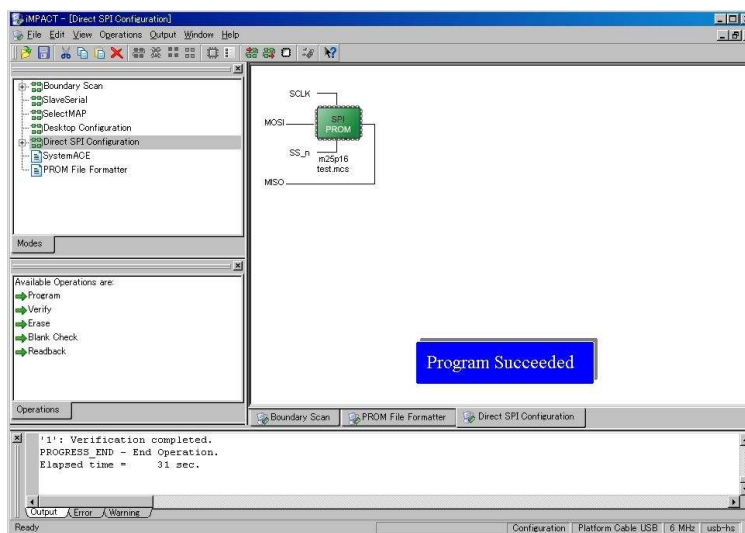 iMPACT - [Direct SPI Configuration]
File Edit View Operations Output Window Help
Boundary Scan
SlaveSerial
SelectMAP
Desktop Configuration
Direct SPI Configuration
SystemACE
PROM File Formatter
Modes
Available Operations are:
Program
Verify
Erase
Blank Check
Readback
Operations
SCLK
MOSI
SPI
PROM
SS_n
m25p16
test.mcs
MISO
Program Succeeded
Boundary Scan
PROM File Formatter
Direct SPI Configuration
'1': Verification completed.
PROGRESS_END - End Operation.
Elapsed time =     31 sec.
Output Error Warning
Ready
Configuration Platform Cable USB 6 MHz usb-hs